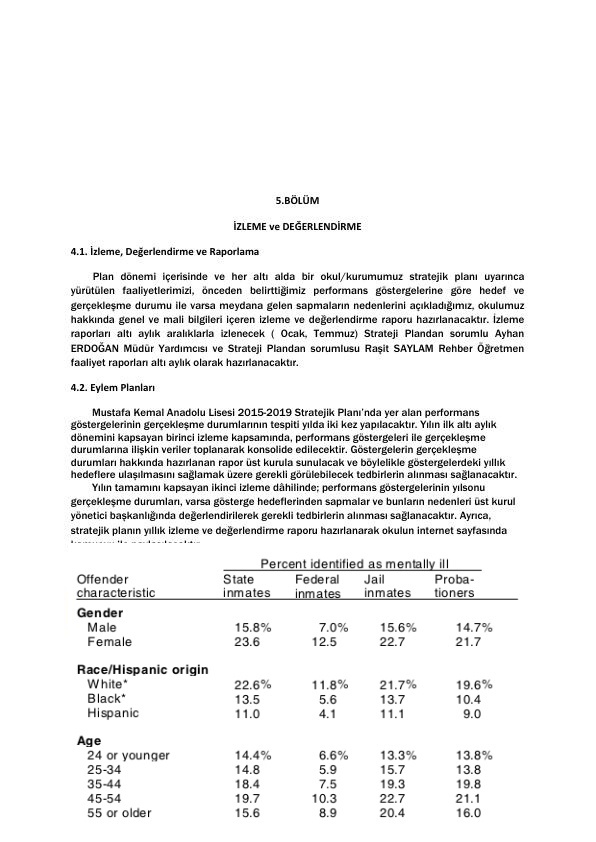 5.BÖLÜM
İZLEME ve DEĞERLENDİRME
4.1. İzleme, Değerlendirme ve Raporlama
Plan dönemi içerisinde ve her altı alda bir okul/kurumumuz stratejik planı uyarınca
yürütülen faaliyetlerimizi, önceden belirttiğimiz performans göstergelerine göre hedef ve
gerçekleşme durumu ile varsa meydana gelen sapmaların nedenlerini açıkladığımız, okulumuz
hakkında genel ve mali bilgileri içeren izleme ve değerlendirme raporu hazırlanacaktır. İzleme
raporları altı aylık aralıklarla izlenecek ( Ocak, Temmuz) Strateji Plandan sorumlu Ayhan
ERDOĞAN Müdür Yardımcısı ve Strateji Plandan sorumlusu Raşit SAYLAM Rehber Öğretmen
faaliyet raporları altı aylık olarak hazırlanacaktır.
4.2. Eylem Planları
Mustafa Kemal Anadolu Lisesi 2015-2019 Stratejik Planı’nda yer alan performans
göstergelerinin gerçekleşme durumlarının tespiti yılda iki kez yapılacaktır. Yılın ilk altı aylık
dönemini kapsayan birinci izleme kapsamında, performans göstergeleri ile gerçekleşme
durumlarına ilişkin veriler toplanarak konsolide edilecektir. Göstergelerin gerçekleşme
durumları hakkında hazırlanan rapor üst kurula sunulacak ve böylelikle göstergelerdeki yıllık
hedeflere ulaşılmasını sağlamak üzere gerekli görülebilecek tedbirlerin alınması sağlanacaktır.
Yılın tamamını kapsayan ikinci izleme dâhilinde; performans göstergelerinin yılsonu
gerçekleşme durumları, varsa gösterge hedeflerinden sapmalar ve bunların nedenleri üst kurul
yönetici başkanlığında değerlendirilerek gerekli tedbirlerin alınması sağlanacaktır. Ayrıca,
stratejik planın yıllık izleme ve değerlendirme raporu hazırlanarak okulun internet sayfasında
Percent identified as mentally ill
Offender State Federal Jail Proba-
characteristic inmates inmates inmates tioners
Gender
Male 15.8% 7.0% 15.6% 14.7%
Female 23.6 12.5 22.7 21.7
Race/Hispanic origin
White* 22.6% 11.8% 21.7% 19.6%
Black* 13.5 5.6 13.7 10.4
Hispanic 11.0 4.1 11.1 9.0
Age
24 or younger 14.4% 6.6% 13.3% 13.8%
25-34 14.8 5.9 15.7 13.8
35-44 18.4 7.5 19.3 19.8
45-54 19.7 10.3 22.7 21.1
55 or older 15.6 8.9 20.4 16.0